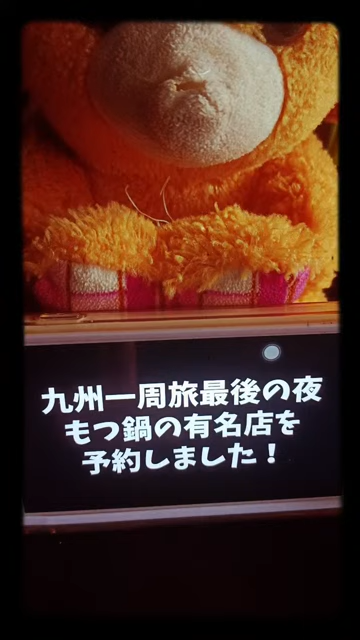 九州一周旅最後の夜
もつ鍋の有名店を
予約しました！